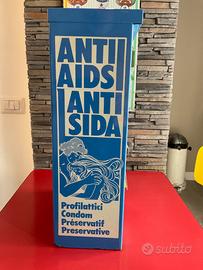 ANTI
AIDS
ANTI
SIDA
Profilattici
Condom
Préservatif
Preservative
subito